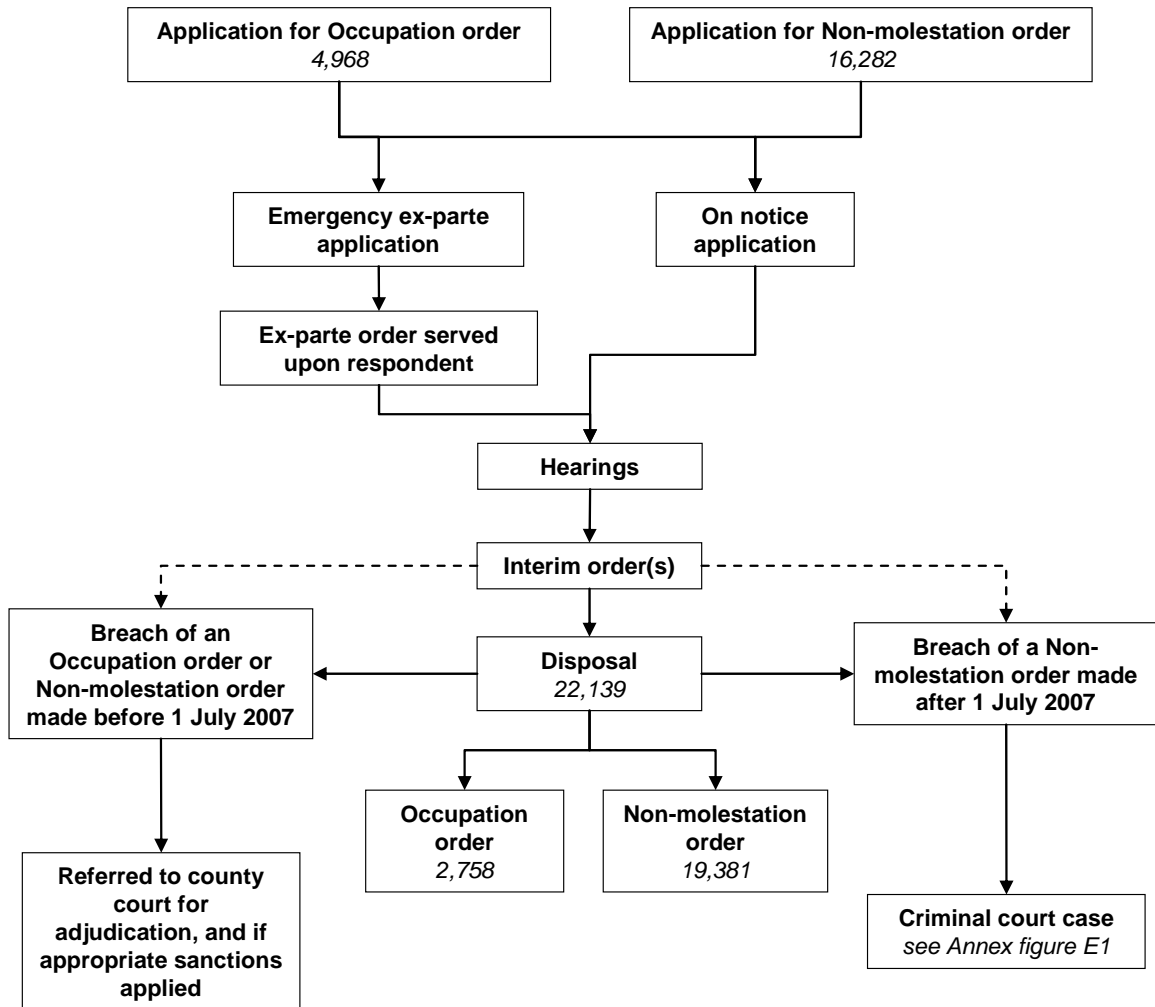 Application for Occupation order
4,968
Application for Non-molestation order
16,282
Emergency ex-parte
application
On notice
application
Ex-parte order served
upon respondent
Hearings
Interim order(s)
Breach of an
Occupation order or
Non-molestation order
made before 1 July 2007
Disposal
22,139
Breach of a Non-
molestation order made
after 1 July 2007
Occupation
order
2,758
Non-molestation
order
19,381
Referred to county
court for
adjudication, and if
appropriate sanctions
applied
Criminal court case
see Annex figure E1